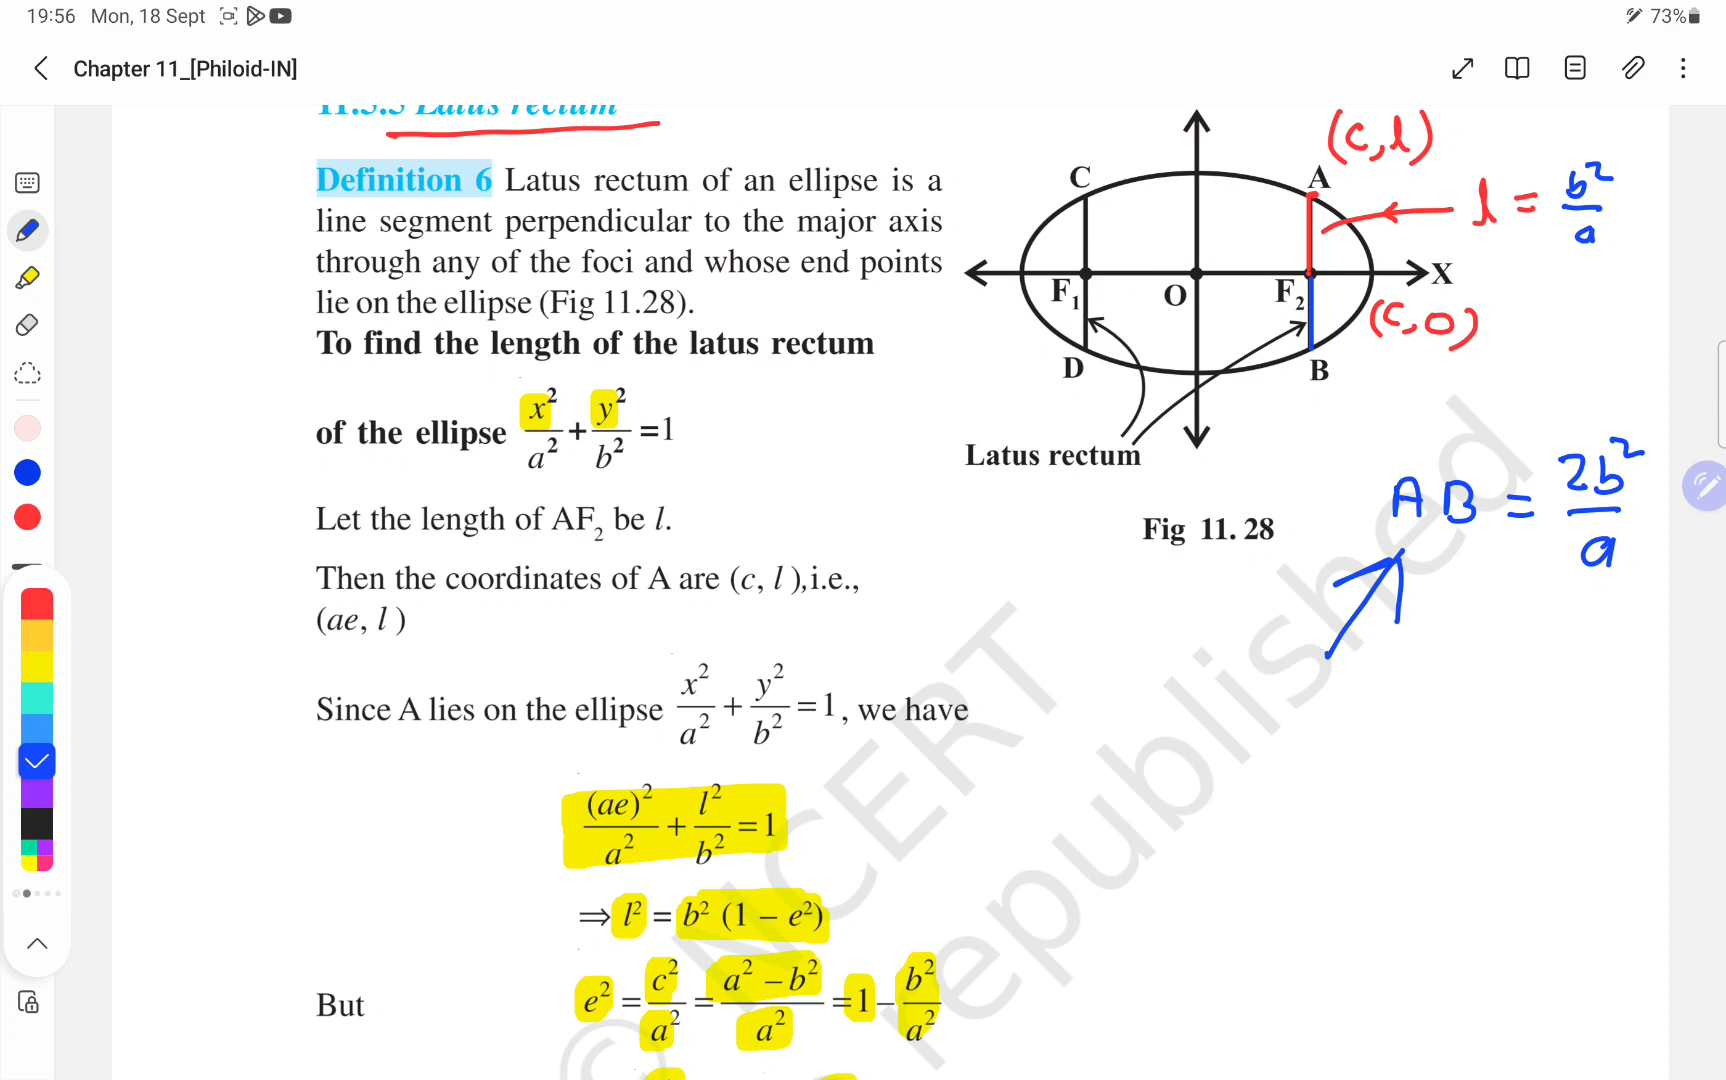 19:56 Mon, 18 Sept 73%
Chapter 11_[Philoid-IN]
11.5.5 Latus rectum
Definition 6 Latus rectum of an ellipse is a
line segment perpendicular to the major axis
through any of the foci and whose end points
lie on the ellipse (Fig 11.28).
To find the length of the latus rectum
of the ellipse x²/a² + y²/b² = 1
Let the length of AF₂ be l.
Then the coordinates of A are (c, l ),i.e.,
(ae, l )
Since A lies on the ellipse x²/a² + y²/b² = 1, we have
(ae)²/a² + l²/b² = 1
⇒ l² = b² (1 – e²)
But e² = c²/a² = a² – b²/a² = 1 – b²/a²
(c, l)
C A
l = b²/a
X
F₁ O F₂
(c, 0)
D B
Latus rectum
Fig 11. 28
AB = 2b²/a
© NCERT
republished